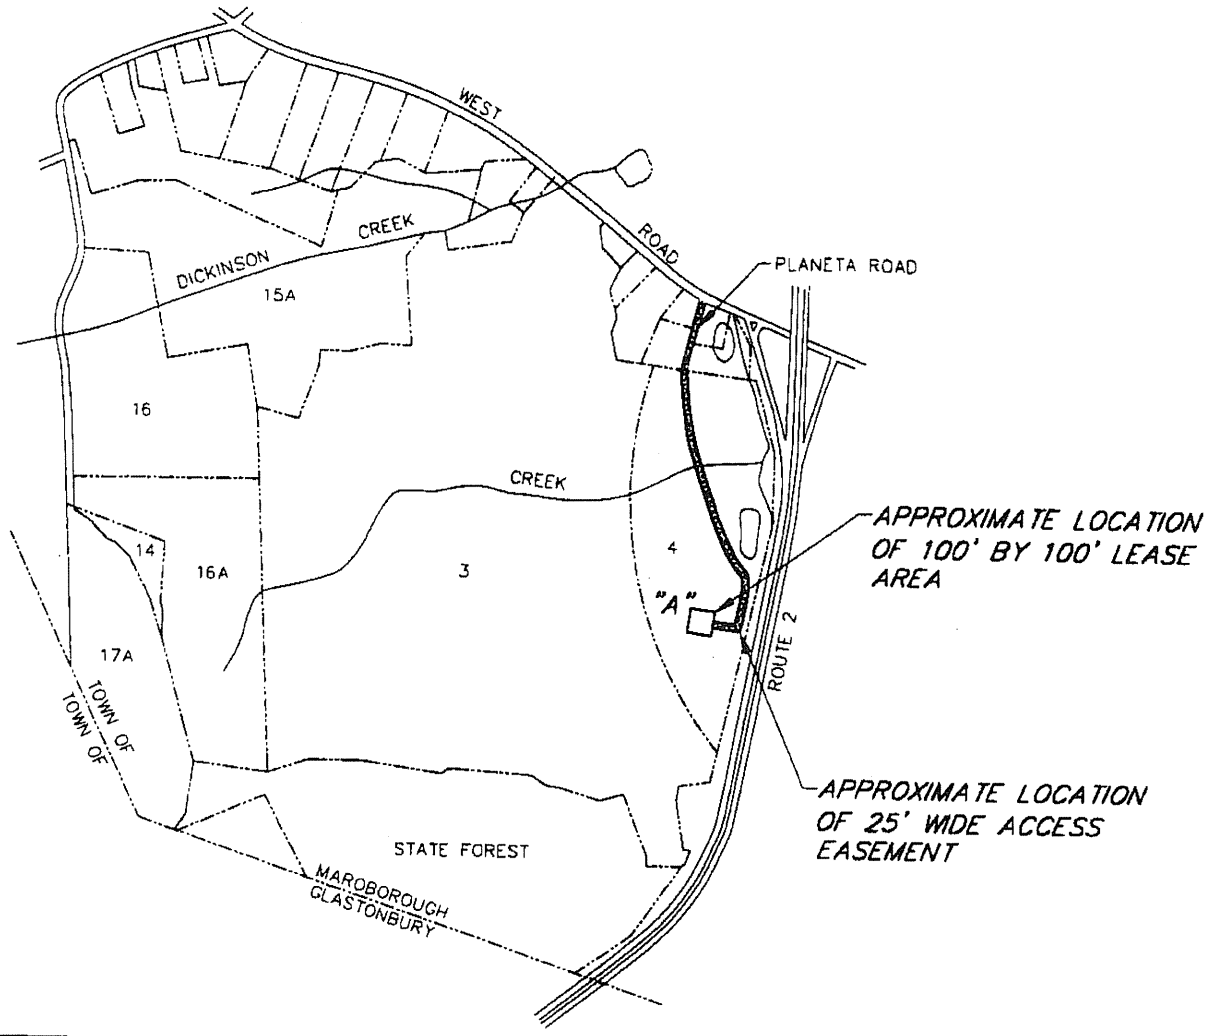 WEST
ROAD
PLANETA ROAD
DICKINSON
CREEK
15A
16
CREEK
APPROXIMATE LOCATION
OF 100' BY 100' LEASE
AREA
14
16A
3
4
"A"
ROUTE 2
17A
TOWN OF
TOWN OF
APPROXIMATE LOCATION
OF 25' WIDE ACCESS
EASEMENT
STATE FOREST
MAROBOROUGH
GLASTONBURY